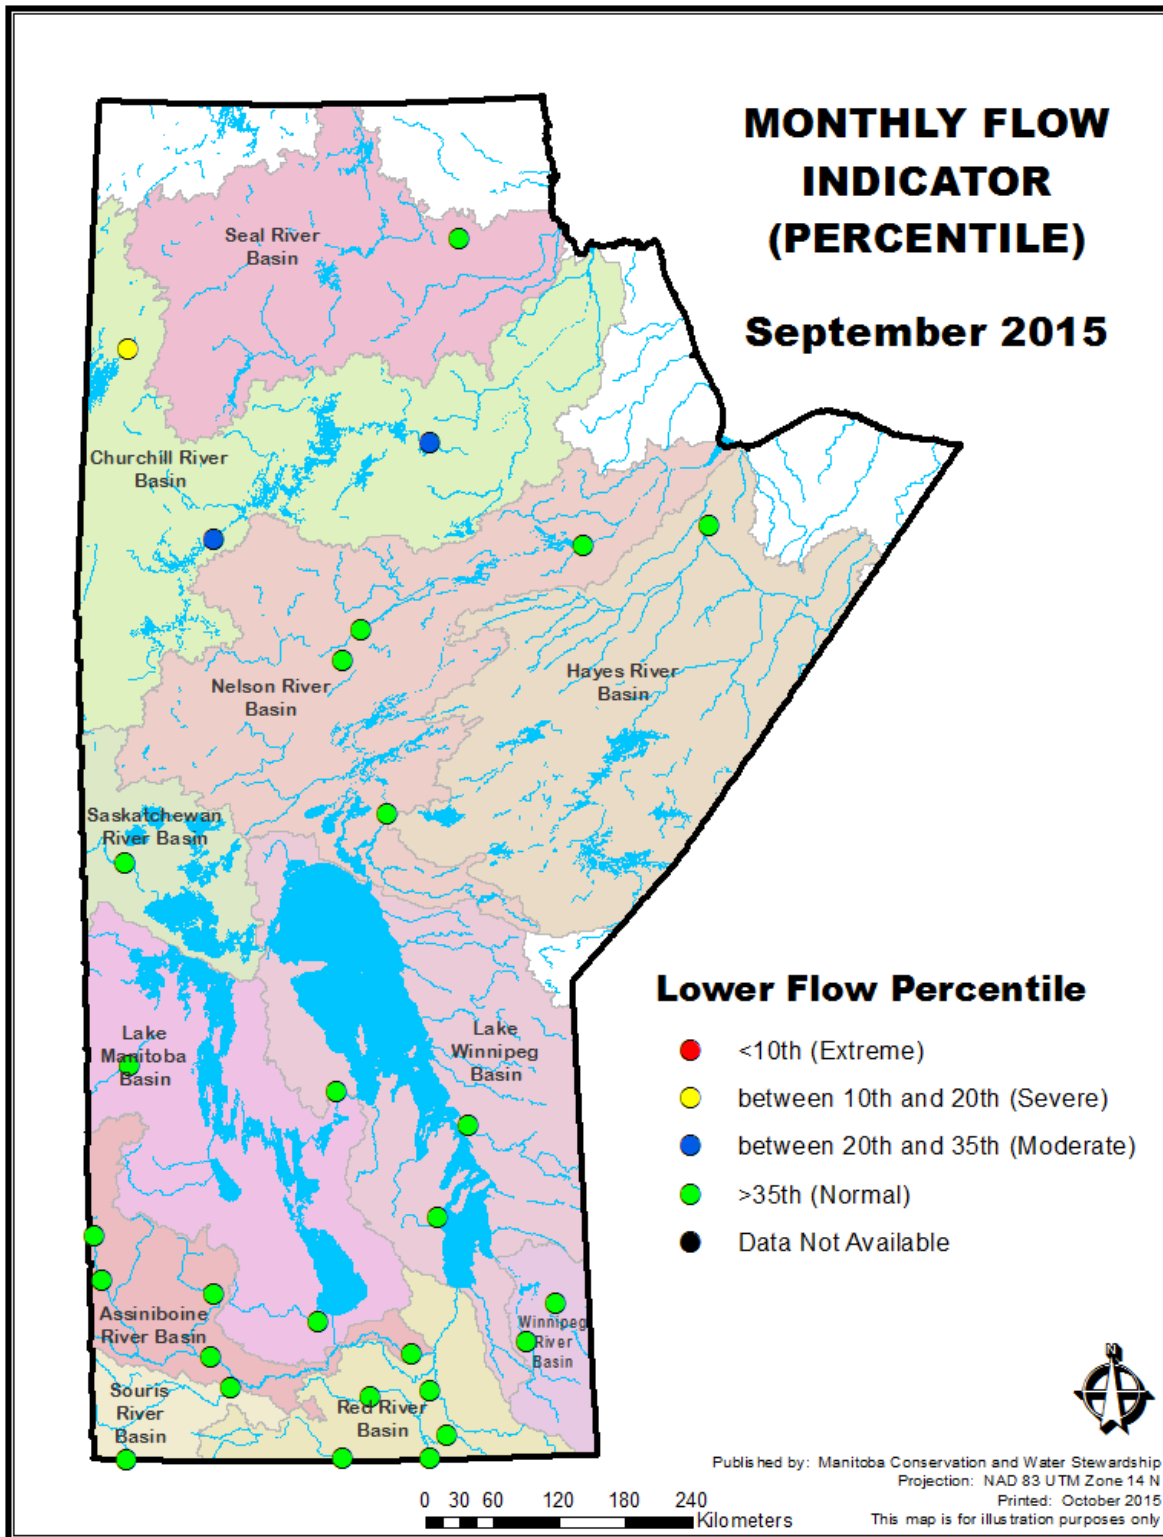 MONTHLY FLOW
INDICATOR
(PERCENTILE)
September 2015
Seal River
Basin
Churchill River
Basin
Nelson River
Basin
Hayes River
Basin
Saskatchewan
River Basin
Lake
Manitoba
Basin
Lake
Winnipeg
Basin
Assiniboine
River Basin
Winnipeg
River
Basin
Souris
River
Basin
Red River
Basin
Lower Flow Percentile
<10th (Extreme)
between 10th and 20th (Severe)
between 20th and 35th (Moderate)
>35th (Normal)
Data Not Available
N
Published by: Manitoba Conservation and Water Stewardship
Projection: NAD 83 UTM Zone 14 N
Printed: October 2015
This map is for illustration purposes only
0 30 60 120 180 240
Kilometers